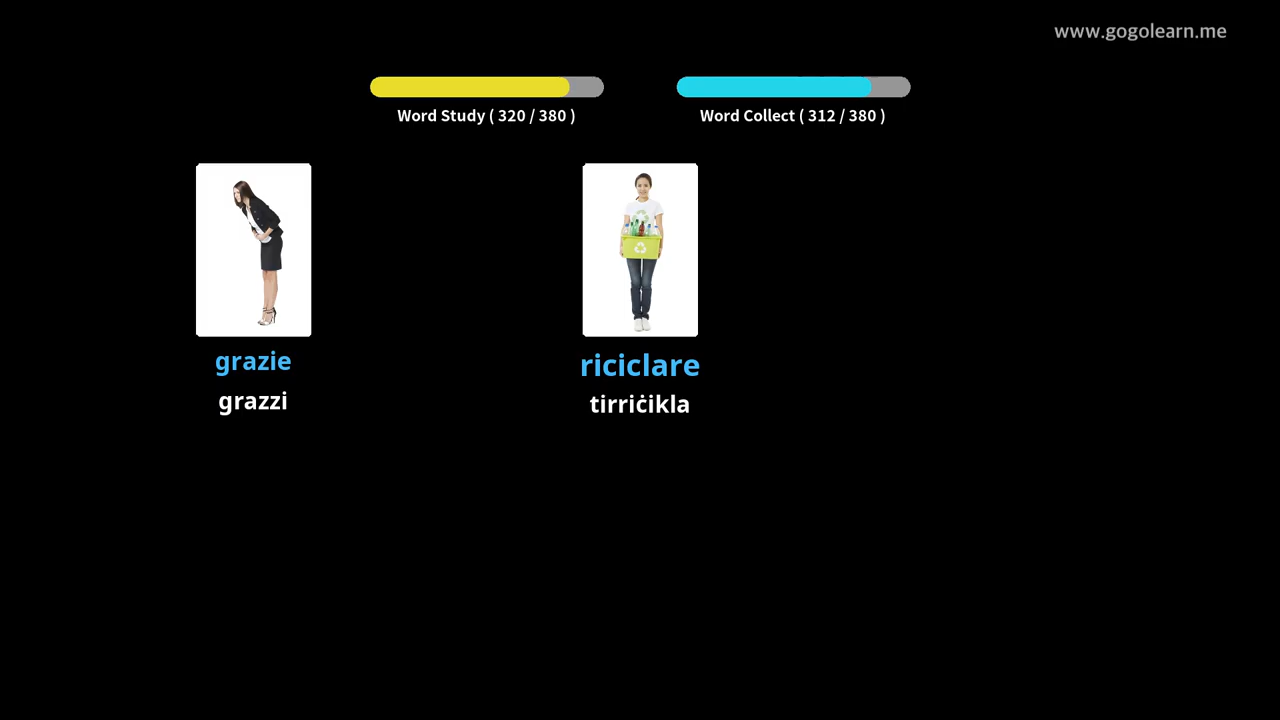 www.gogolearn.me
Word Study ( 320 / 380 )
Word Collect ( 312 / 380 )
grazie
grazzi
riciclare
tirriċikla